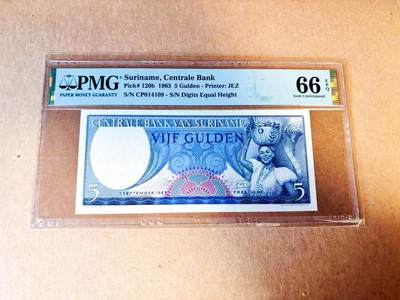 PMG
PAPER MONEY GUARANTY
Suriname, Centrale Bank
Pick# 120b 1963 5 Gulden - Printer: JEZ
S/N CP014109 - S/N Digits Equal Height
66 EPQ
Gem Uncirculated
CENTRALE BANK VAN SURINAME
VIJF GULDEN
5
1 SEPTEMBER 1963
5